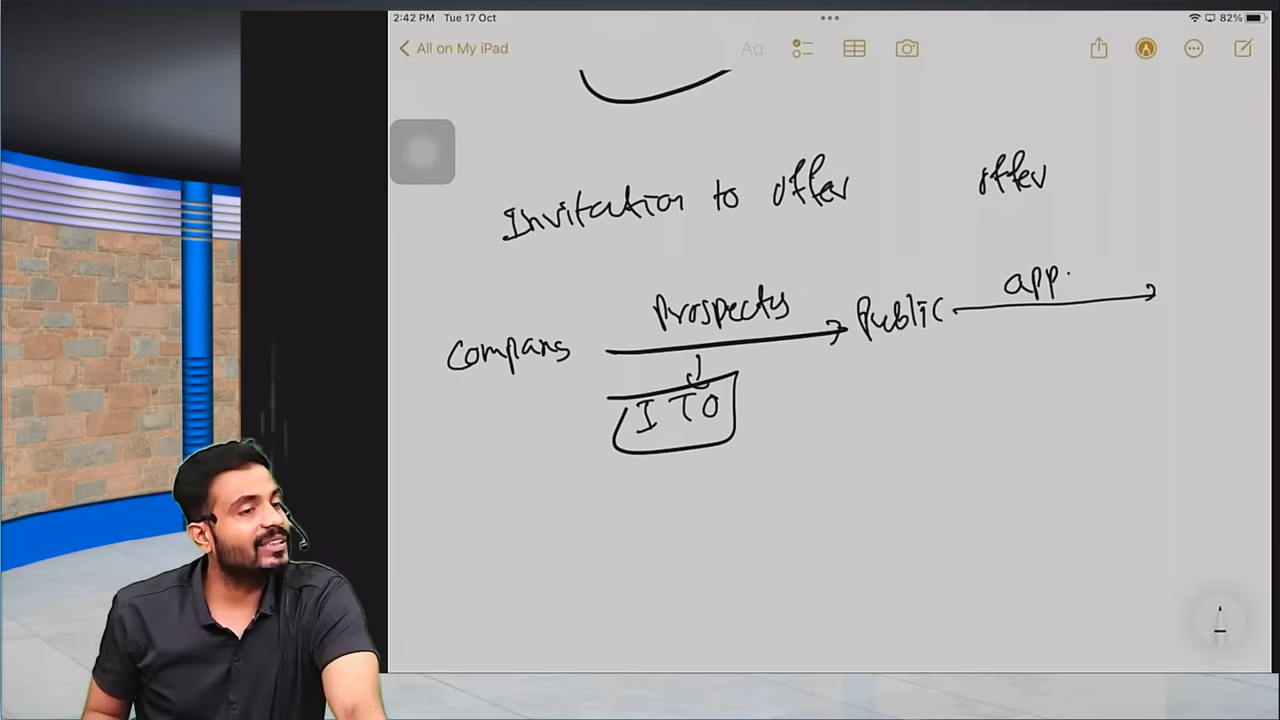 2:42 PM Tue 17 Oct 82%
All on My iPad Aa
Invitation to offer offer
Prospectus app.
Company Public
ITO